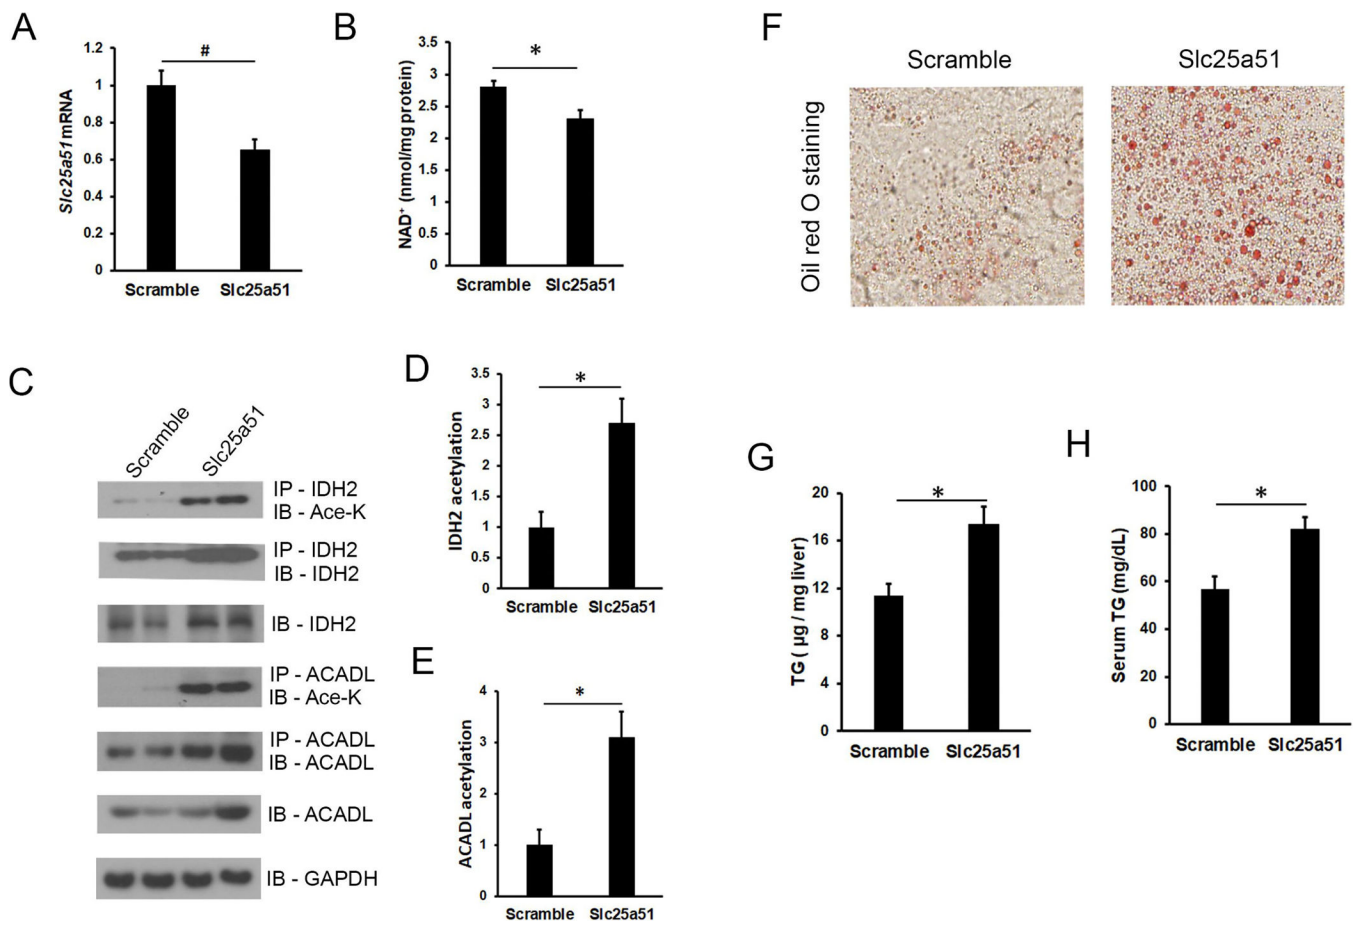 A
#
1.2
1
0.8
0.6
0.4
0.2
0
Slc25a51 mRNA
Scramble Slc25a51
B
*
3.5
3
2.5
2
1.5
1
0.5
0
NAD+ (nmol/mg protein)
Scramble Slc25a51
C
Scramble
Slc25a51
IP - IDH2
IB - Ace-K
IP - IDH2
IB - IDH2
IB - IDH2
IP - ACADL
IB - Ace-K
IP - ACADL
IB - ACADL
IB - ACADL
IB - GAPDH
D
*
3.5
3
2.5
2
1.5
1
0.5
0
IDH2 acetylation
Scramble Slc25a51
E
*
4
3
2
1
0
ACADL acetylation
Scramble Slc25a51
F
Scramble Slc25a51
Oil red O staining
G
*
20
16
12
8
4
0
TG ( μg / mg liver)
Scramble Slc25a51
H
*
100
80
60
40
20
0
Serum TG (mg/dL)
Scramble Slc25a51